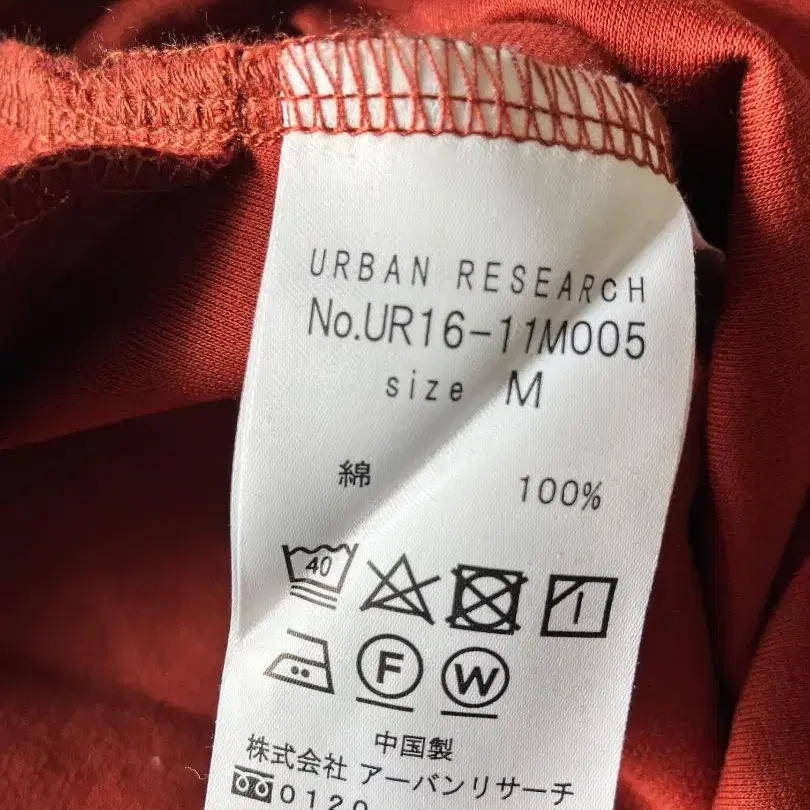 URBAN RESEARCH
No.UR16-11M005
size M
綿 100%
40
F W
中国製
株式会社 アーバンリサーチ
0120